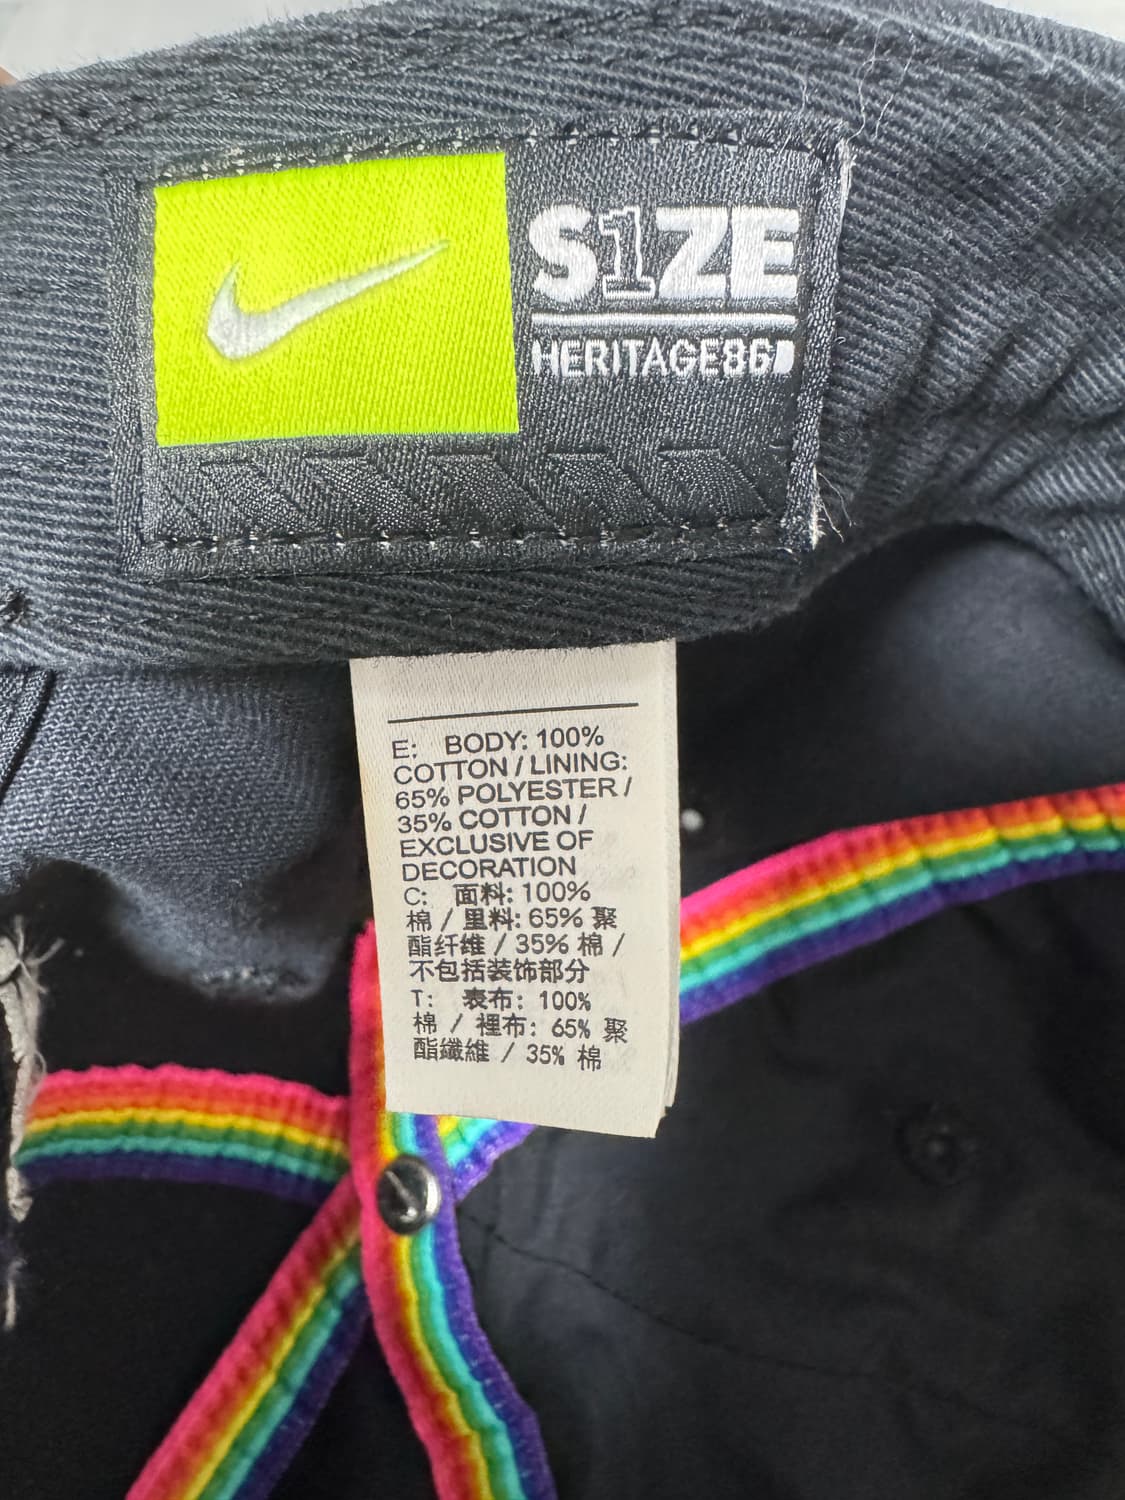 S1ZE
HERITAGE86
E: BODY: 100%
COTTON / LINING:
65% POLYESTER /
35% COTTON /
EXCLUSIVE OF
DECORATION
C: 面料: 100%
棉 / 里料: 65% 聚
酯纤维 / 35% 棉 /
不包括装饰部分
T: 表布: 100%
棉 / 裡布: 65% 聚
酯纖維 / 35% 棉